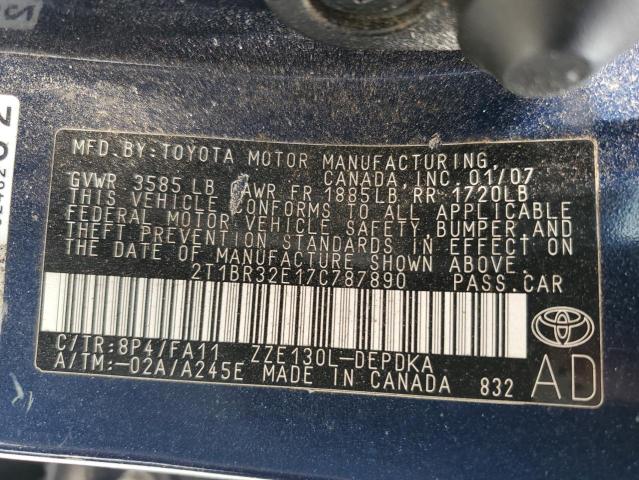 MFD. BY: TOYOTA MOTOR MANUFACTURING,
CANADA, INC. 01/07
GVWR 3585 LB GAWR FR 1885LB RR 1720LB
THIS VEHICLE CONFORMS TO ALL APPLICABLE
FEDERAL MOTOR VEHICLE SAFETY, BUMPER, AND
THEFT PREVENTION STANDARDS IN EFFECT ON
THE DATE OF MANUFACTURE SHOWN ABOVE.
2T1BR32E17C787890 PASS.CAR
C/TR:8P4/FA11 ZZE130L-DEPDKA
A/TM:-02A/A245E MADE IN CANADA 832
AD